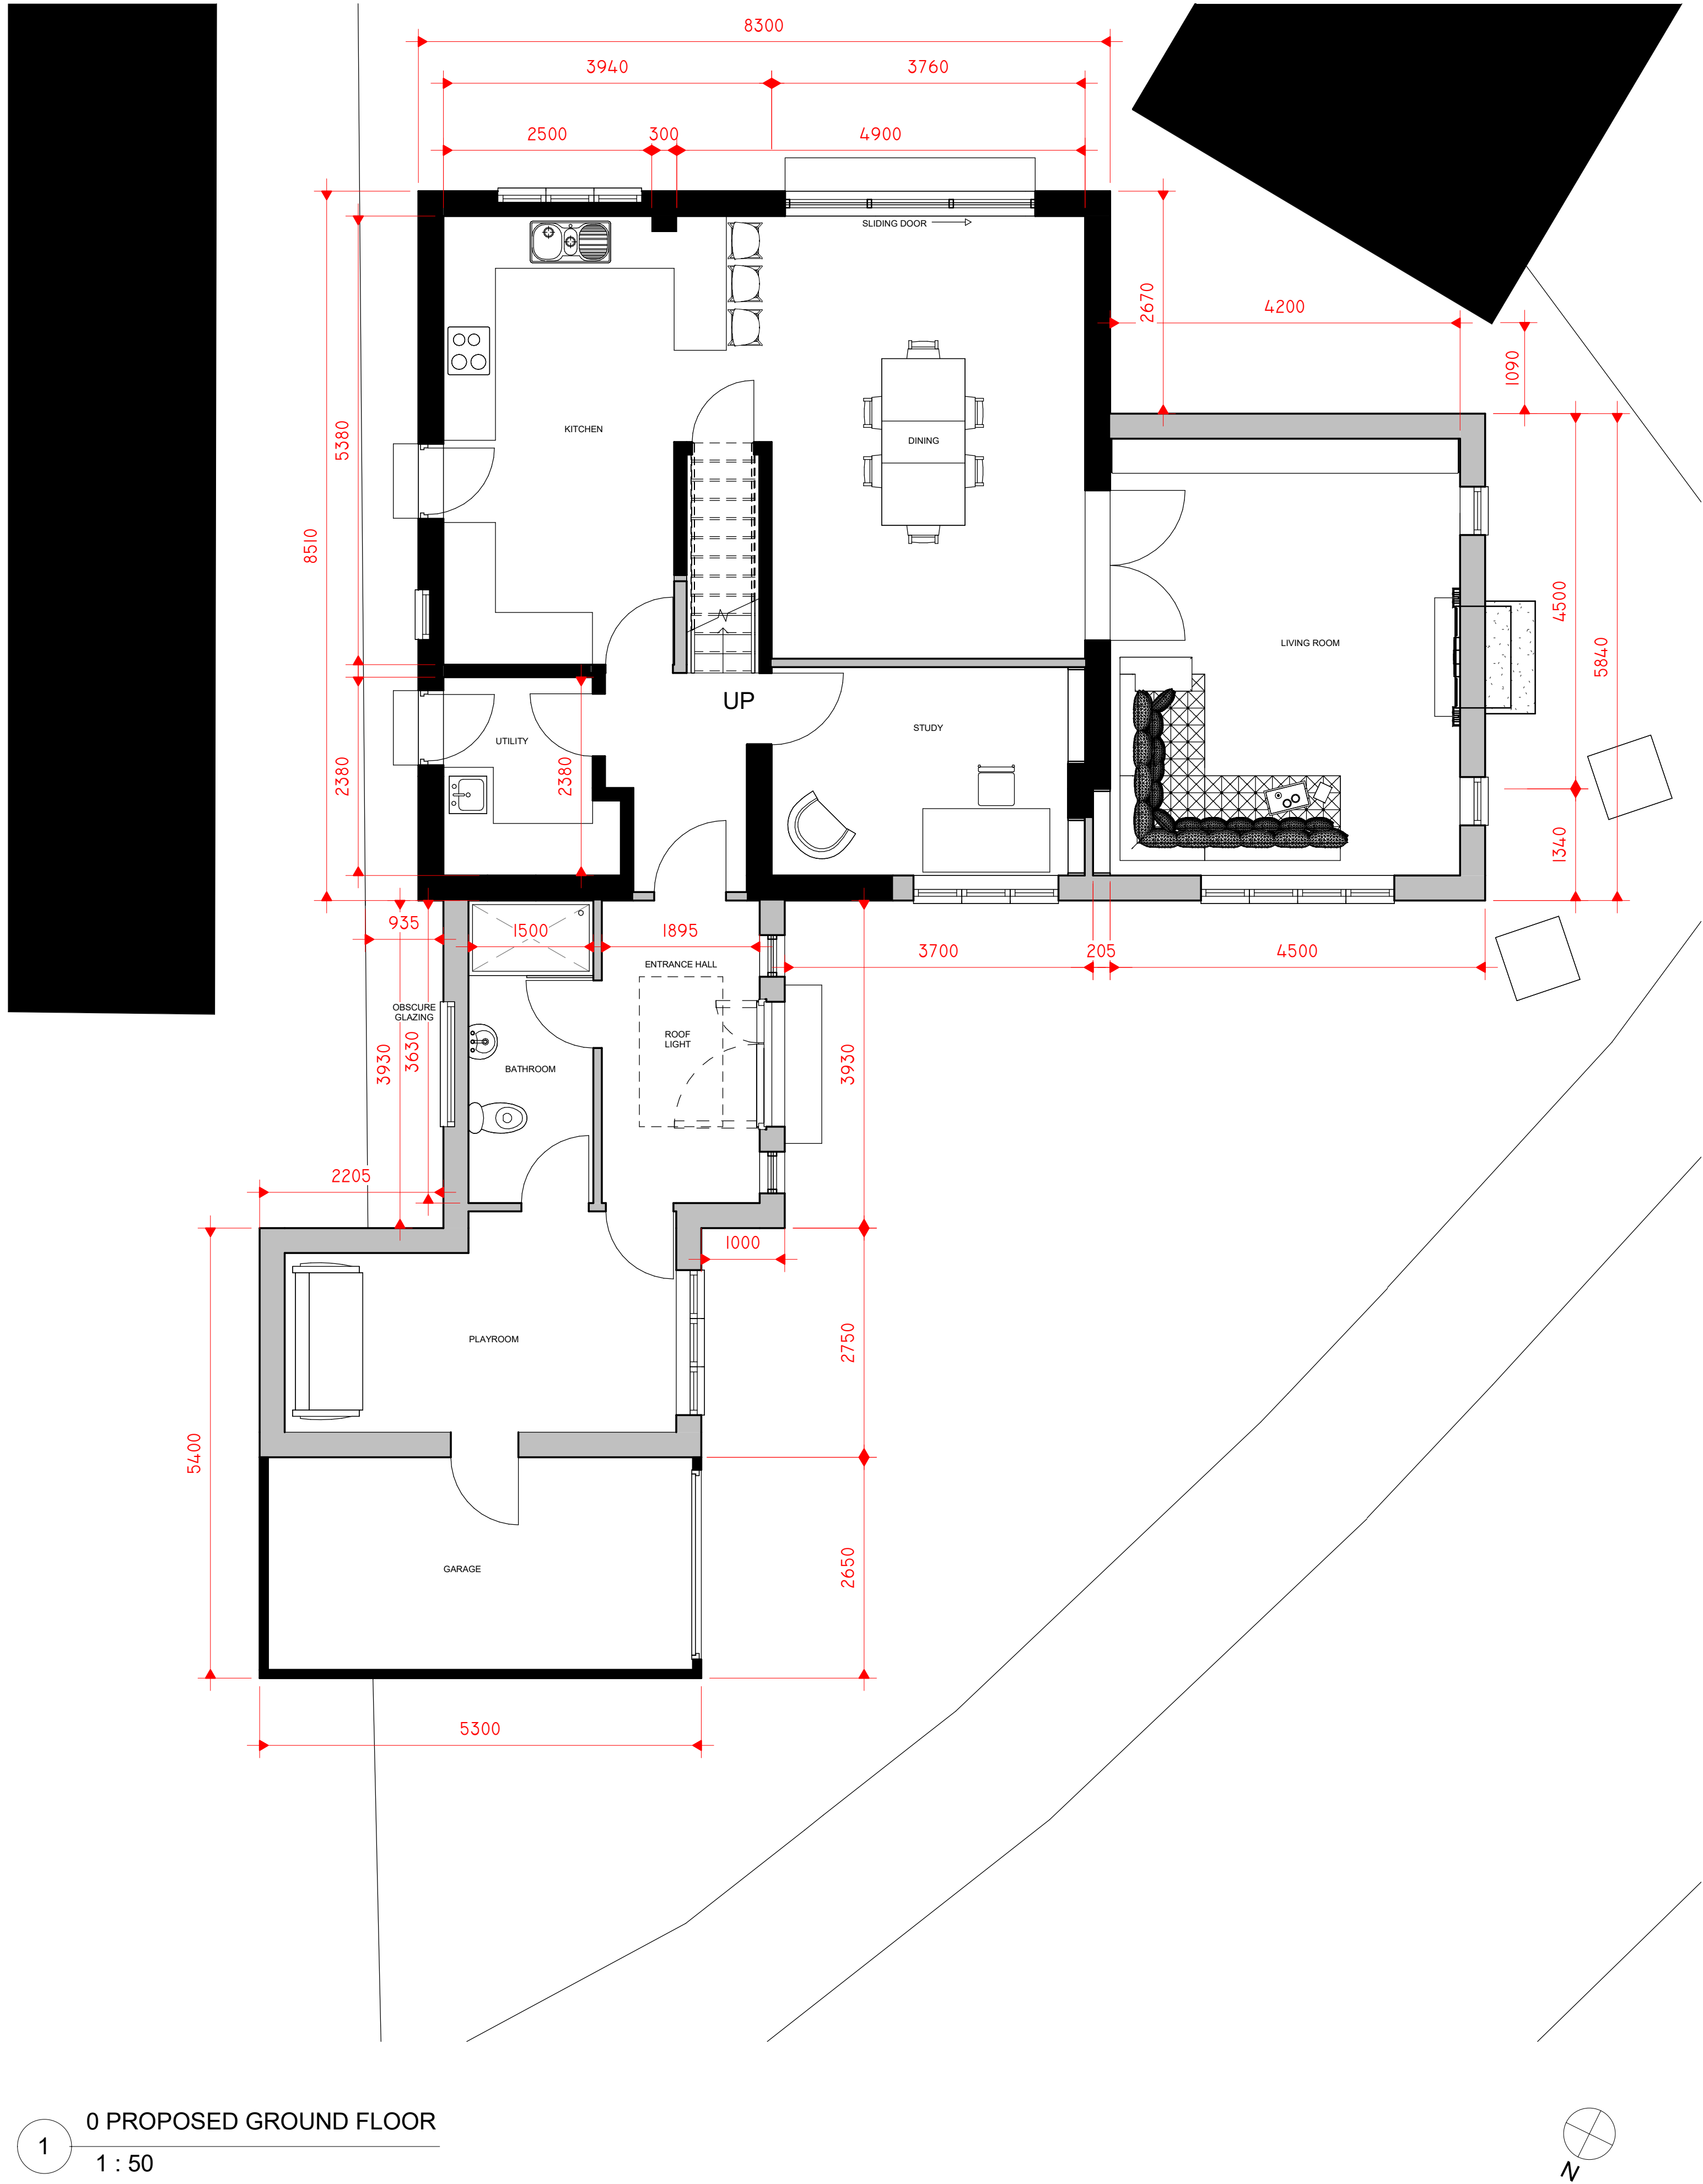 8300
3940
3760
2500
300
4900
SLIDING DOOR
2670
4200
1090
5380
KITCHEN
DINING
8510
4500
LIVING ROOM
5840
UP
STUDY
UTILITY
2380
2380
1340
935
1500
1895
3700
205
4500
ENTRANCE HALL
OBSCURE
GLAZING
ROOF
LIGHT
3930
3630
BATHROOM
3930
2205
1000
PLAYROOM
2750
5400
GARAGE
2650
5300
0 PROPOSED GROUND FLOOR
1
1 : 50
N